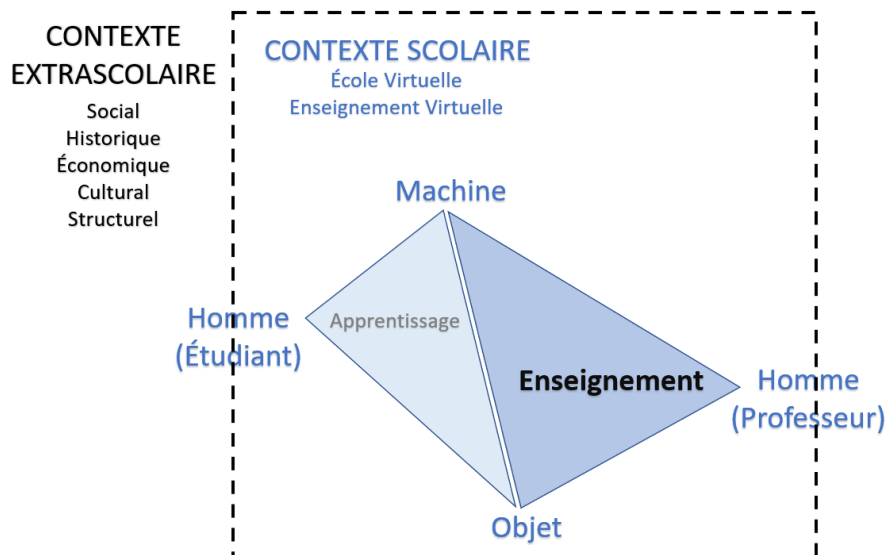 CONTEXTE
EXTRASCOLAIRE
Social
Historique
Économique
Cultural
Structurel
CONTEXTE SCOLAIRE
École Virtuelle
Enseignement Virtuelle
Machine
Homme
(Étudiant)
Apprentissage
Enseignement
Homme
(Professeur)
Objet